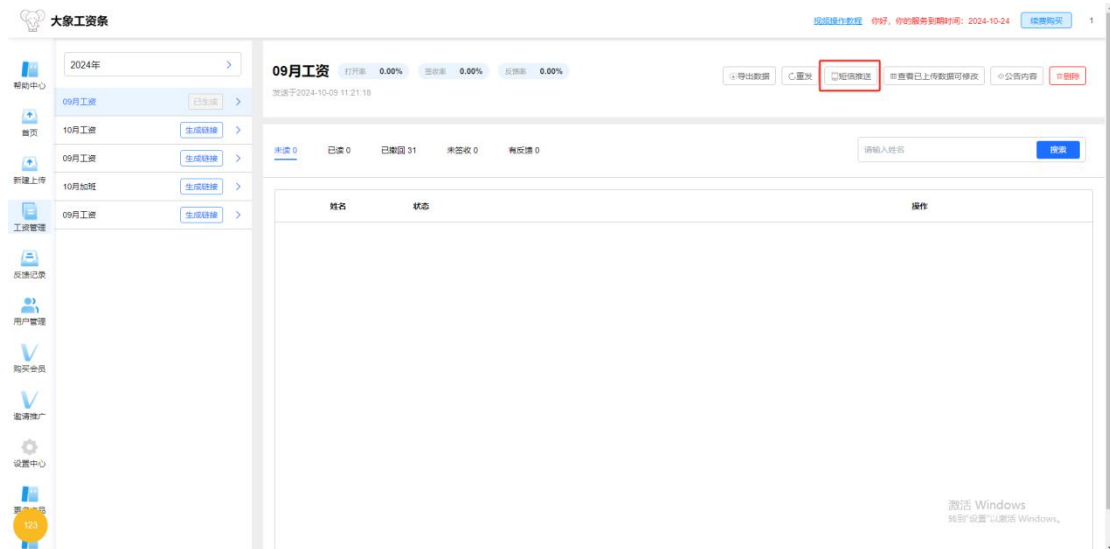 大象工资条
视频操作教程 你好，你的服务到期时间：2024-10-24 续费购买 1
帮助中心
首页
新建上传
工资管理
反馈记录
用户管理
购买会员
邀请推广
设置中心
123
2024年
09月工资 已生成
10月工资 生成链接
09月工资 生成链接
10月加班 生成链接
09月工资 生成链接
09月工资 打开率 0.00% 签收率 0.00% 反馈率 0.00%
发送于2024-10-09 11:21:18
导出数据 重发 短信推送 查看已上传数据可修改 公告内容 删除
未读 0 已读 0 已撤回 31 未签收 0 有反馈 0
请输入姓名 搜索
姓名 状态 操作
激活 Windows
转到"设置"以激活 Windows。